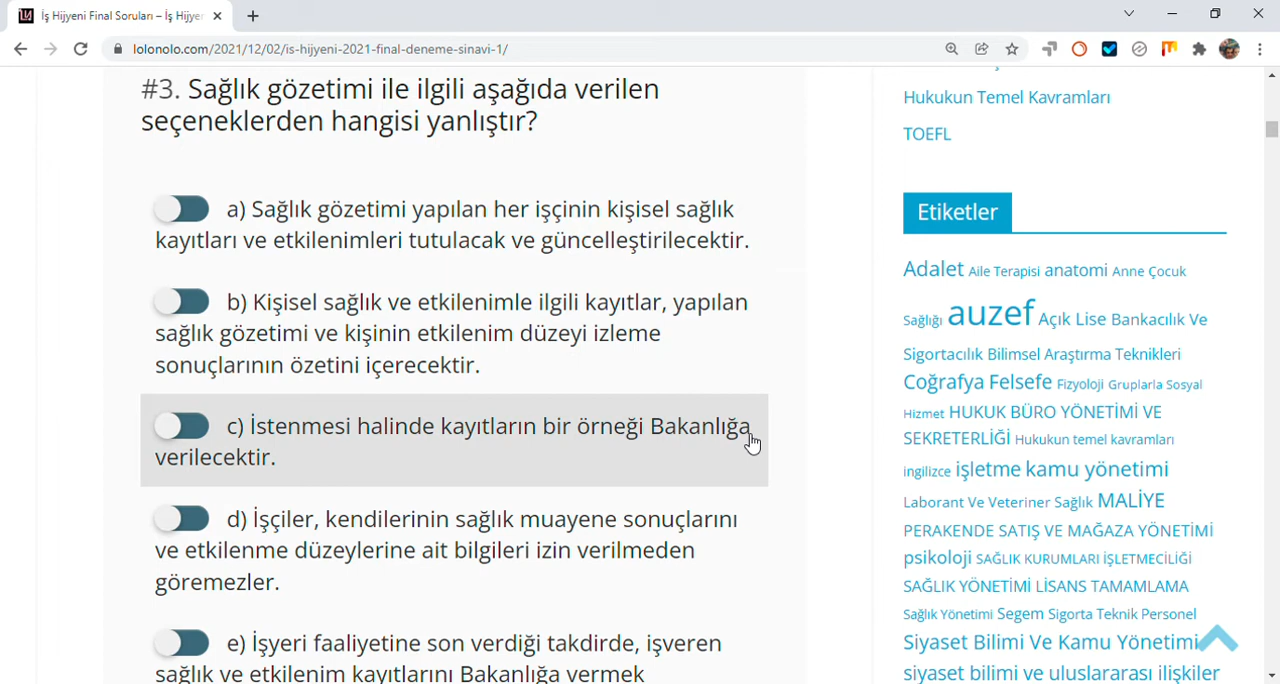 İş Hijyeni Final Soruları – İş Hijye
lolonolo.com/2021/12/02/is-hijyeni-2021-final-deneme-sinavi-1/
#3. Sağlık gözetimi ile ilgili aşağıda verilen
seçeneklerden hangisi yanlıştır?
a) Sağlık gözetimi yapılan her işçinin kişisel sağlık
kayıtları ve etkilenimleri tutulacak ve güncelleştirilecektir.
b) Kişisel sağlık ve etkilenimle ilgili kayıtlar, yapılan
sağlık gözetimi ve kişinin etkilenim düzeyi izleme
sonuçlarının özetini içerecektir.
c) İstenmesi halinde kayıtların bir örneği Bakanlığa
verilecektir.
d) İşçiler, kendilerinin sağlık muayene sonuçlarını
ve etkilenme düzeylerine ait bilgileri izin verilmeden
göremezler.
e) İşyeri faaliyetine son verdiği takdirde, işveren
sağlık ve etkilenim kayıtlarını Bakanlığa vermek
Hukukun Temel Kavramları
TOEFL
Etiketler
Adalet Aile Terapisi anatomi Anne Çocuk
Sağlığı auzef Açık Lise Bankacılık Ve
Sigortacılık Bilimsel Araştırma Teknikleri
Coğrafya Felsefe Fizyoloji Gruplarla Sosyal
Hizmet HUKUK BÜRO YÖNETİMİ VE
SEKRETERLİĞİ Hukukun temel kavramları
ingilizce işletme kamu yönetimi
Laborant Ve Veteriner Sağlık MALİYE
PERAKENDE SATIŞ VE MAĞAZA YÖNETİMİ
psikoloji SAĞLIK KURUMLARI İŞLETMECİLİĞİ
SAĞLIK YÖNETİMİ LİSANS TAMAMLAMA
Sağlık Yönetimi Segem Sigorta Teknik Personel
Siyaset Bilimi Ve Kamu Yönetimi
siyaset bilimi ve uluslararası ilişkiler